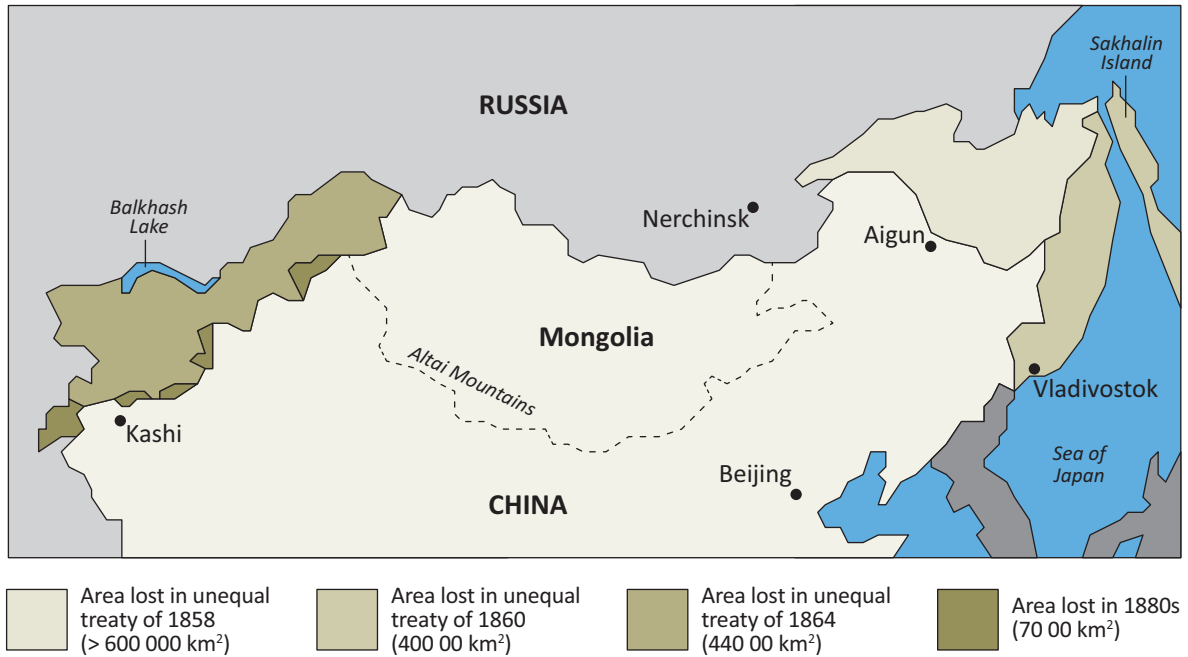 Sakhalin
Island
RUSSIA
Balkhash
Lake
Nerchinsk
Aigun
Mongolia
Altai Mountains
Vladivostok
Kashi
Sea of
Japan
Beijing
CHINA
Area lost in unequal
treaty of 1858
(> 600 000 km²)
Area lost in unequal
treaty of 1860
(400 00 km²)
Area lost in unequal
treaty of 1864
(440 00 km²)
Area lost in 1880s
(70 00 km²)